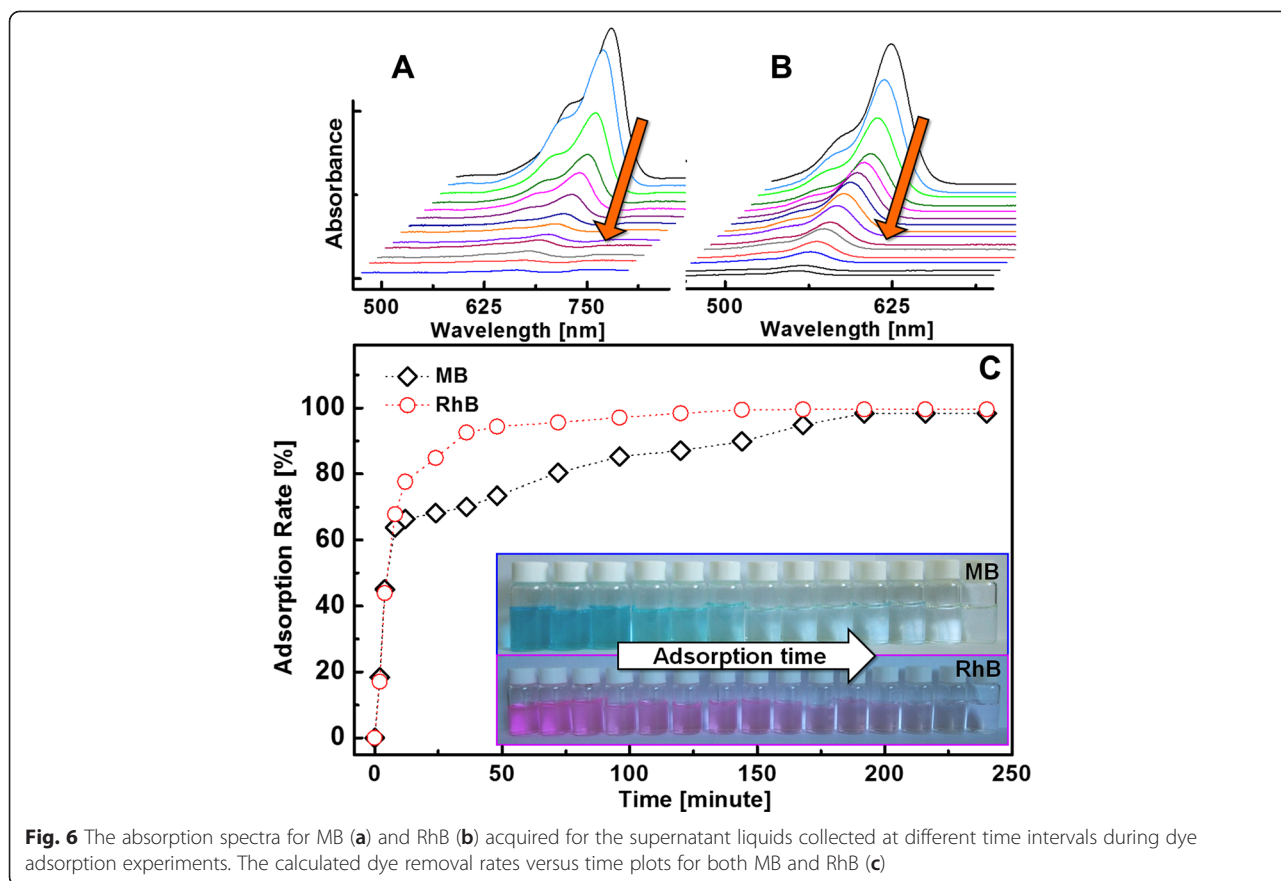 A
B
Absorbance
500 625 750
500 625
Wavelength [nm]
Wavelength [nm]
C
MB
RhB
100
80
60
40
20
0
Adsorption Rate [%]
MB
Adsorption time
RhB
0 50 100 150 200 250
Time [minute]
Fig. 6 The absorption spectra for MB (a) and RhB (b) acquired for the supernatant liquids collected at different time intervals during dye
adsorption experiments. The calculated dye removal rates versus time plots for both MB and RhB (c)